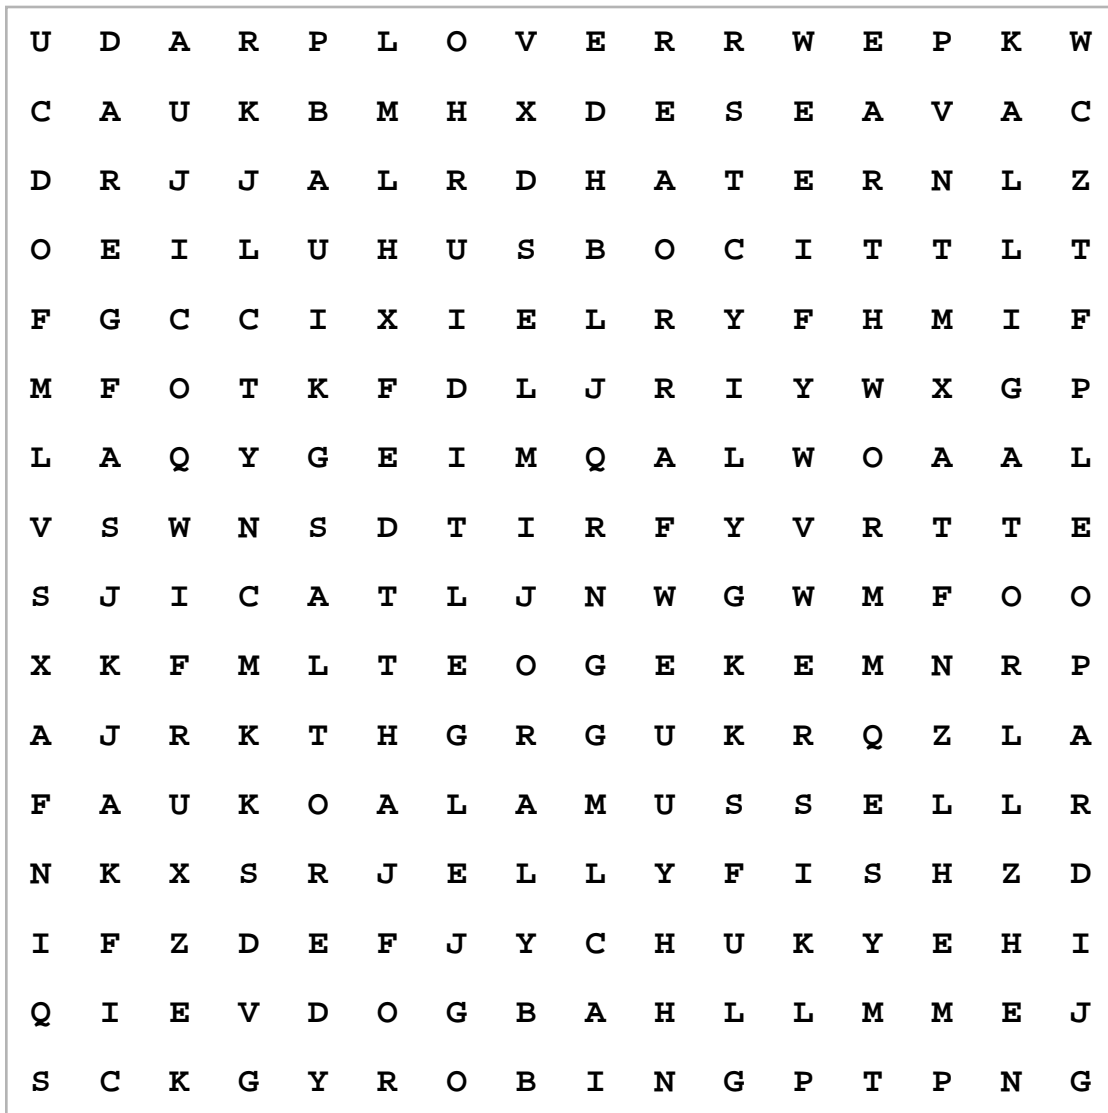 U D A R P L O V E R R W E P K W
C A U K B M H X D E S E A V A C
D R J J A L R D H A T E R N L Z
O E I L U H U S B O C I T T L T
F G C C I X I E L R Y F H M I F
M F O T K F D L J R I Y W X G P
L A Q Y G E I M Q A L W O A A L
V S W N S D T I R F Y V R T T E
S J I C A T L J N W G W M F O O
X K F M L T E O G E K E M N R P
A J R K T H G R G U K R Q Z L A
F A U K O A L A M U S S E L L R
N K X S R J E L L Y F I S H Z D
I F Z D E F J Y C H U K Y E H I
Q I E V D O G B A H L L M M E J
S C K G Y R O B I N G P T P N G